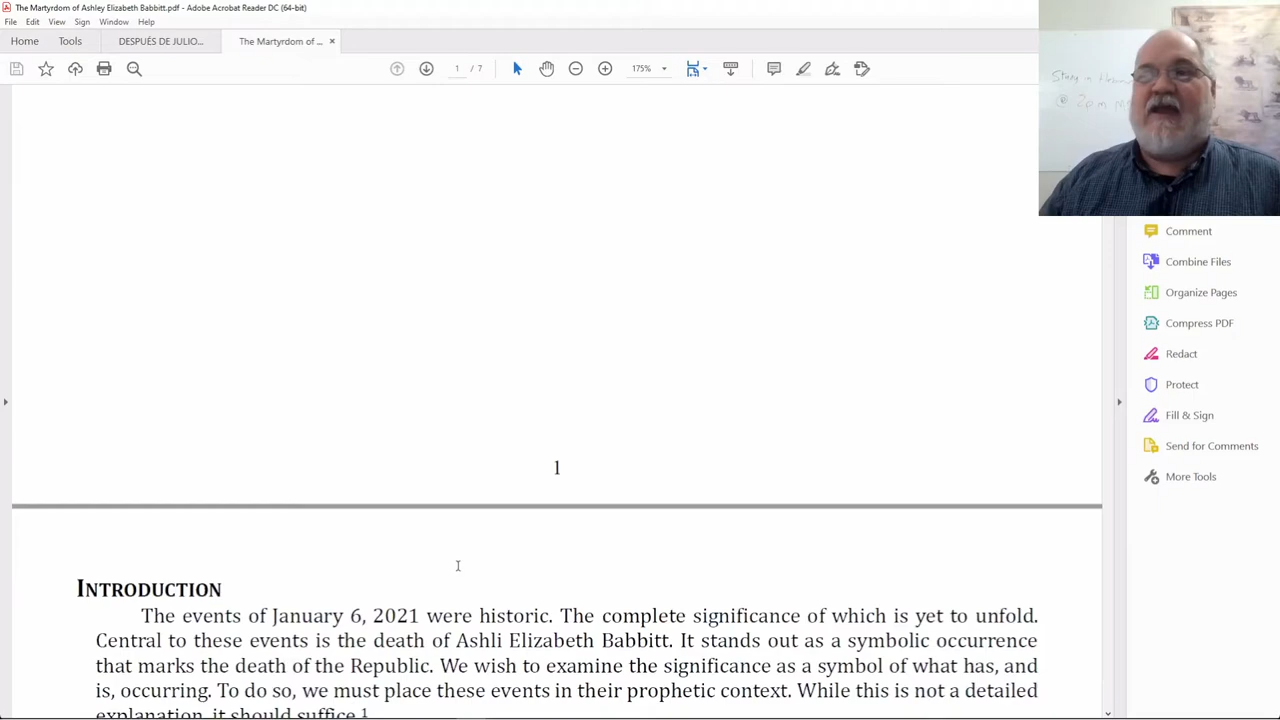 The Martyrdom of Ashley Elizabeth Babbitt.pdf - Adobe Acrobat Reader DC (64-bit)
File Edit View Sign Window Help
Home Tools DESPUÉS DE JULIO... The Martyrdom of ... ×
1 / 7 175%
Comment
Combine Files
Organize Pages
Compress PDF
Redact
Protect
Fill & Sign
Send for Comments
More Tools
1
INTRODUCTION
The events of January 6, 2021 were historic. The complete significance of which is yet to unfold.
Central to these events is the death of Ashli Elizabeth Babbitt. It stands out as a symbolic occurrence
that marks the death of the Republic. We wish to examine the significance as a symbol of what has, and
is, occurring. To do so, we must place these events in their prophetic context. While this is not a detailed
explanation, it should suffice.1